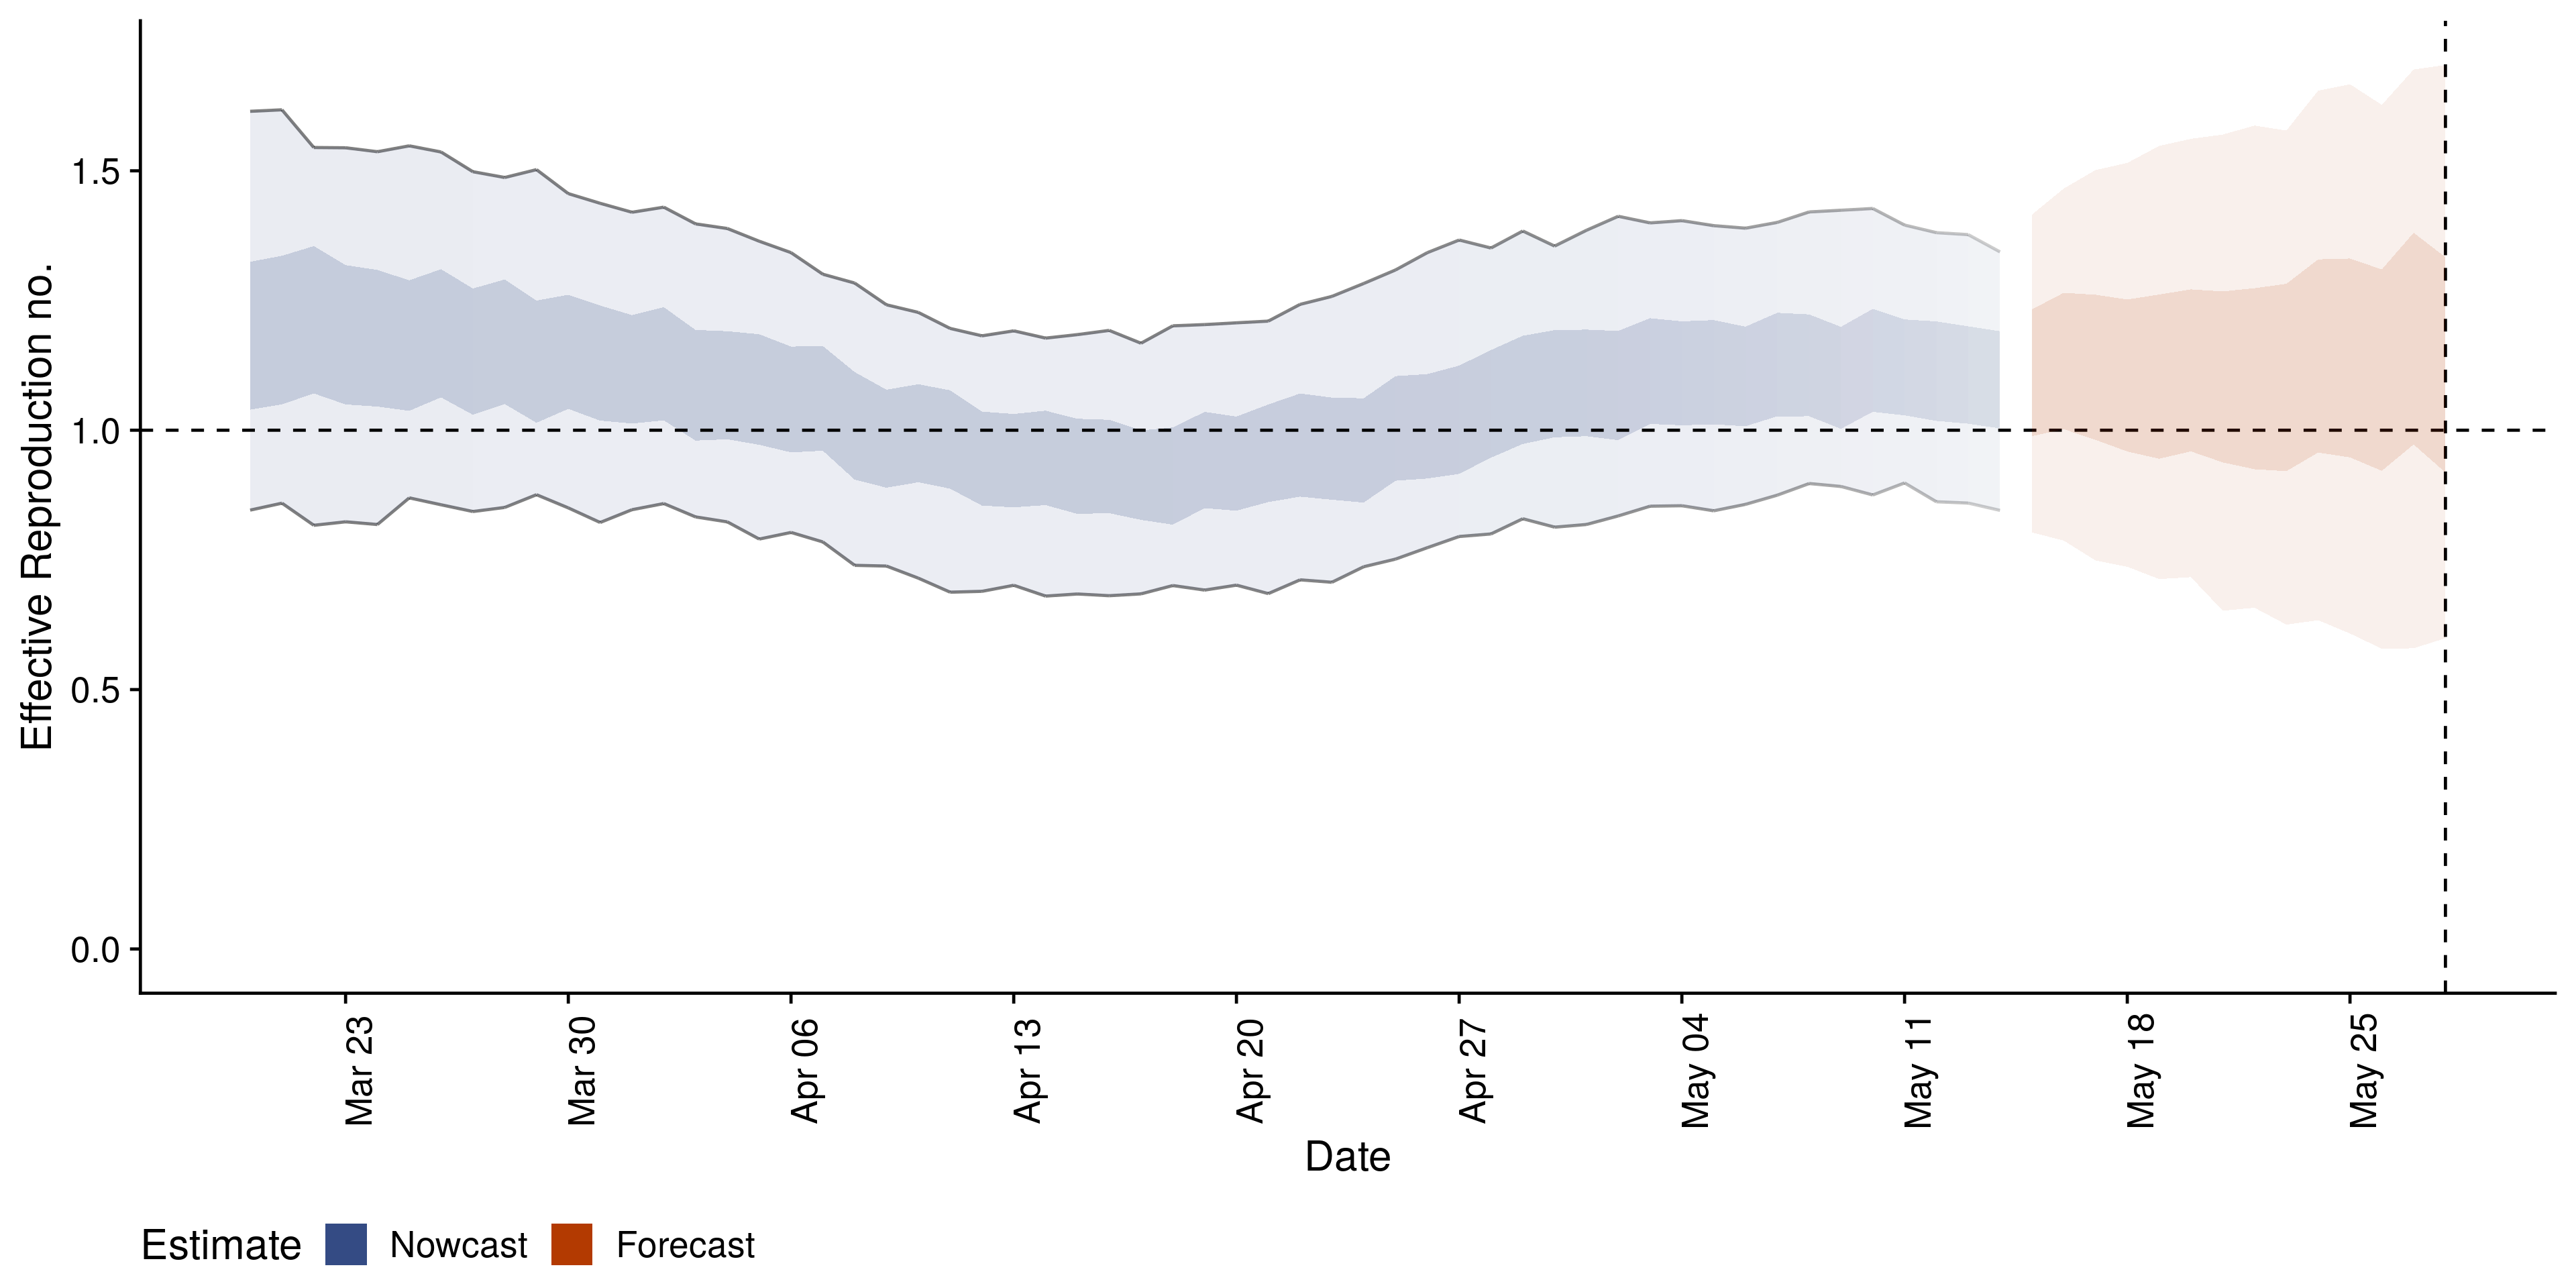 Effective Reproduction no.
1.5
1.0
0.5
0.0
Mar 23
Mar 30
Apr 06
Apr 13
Apr 20
Apr 27
May 04
May 11
May 18
May 25
Date
Estimate Nowcast Forecast